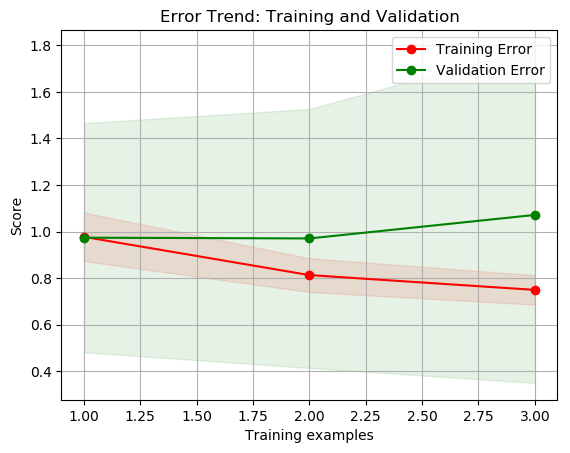 Error Trend: Training and Validation
Training Error
Validation Error
Score
1.8
1.6
1.4
1.2
1.0
0.8
0.6
0.4
1.00 1.25 1.50 1.75 2.00 2.25 2.50 2.75 3.00
Training examples